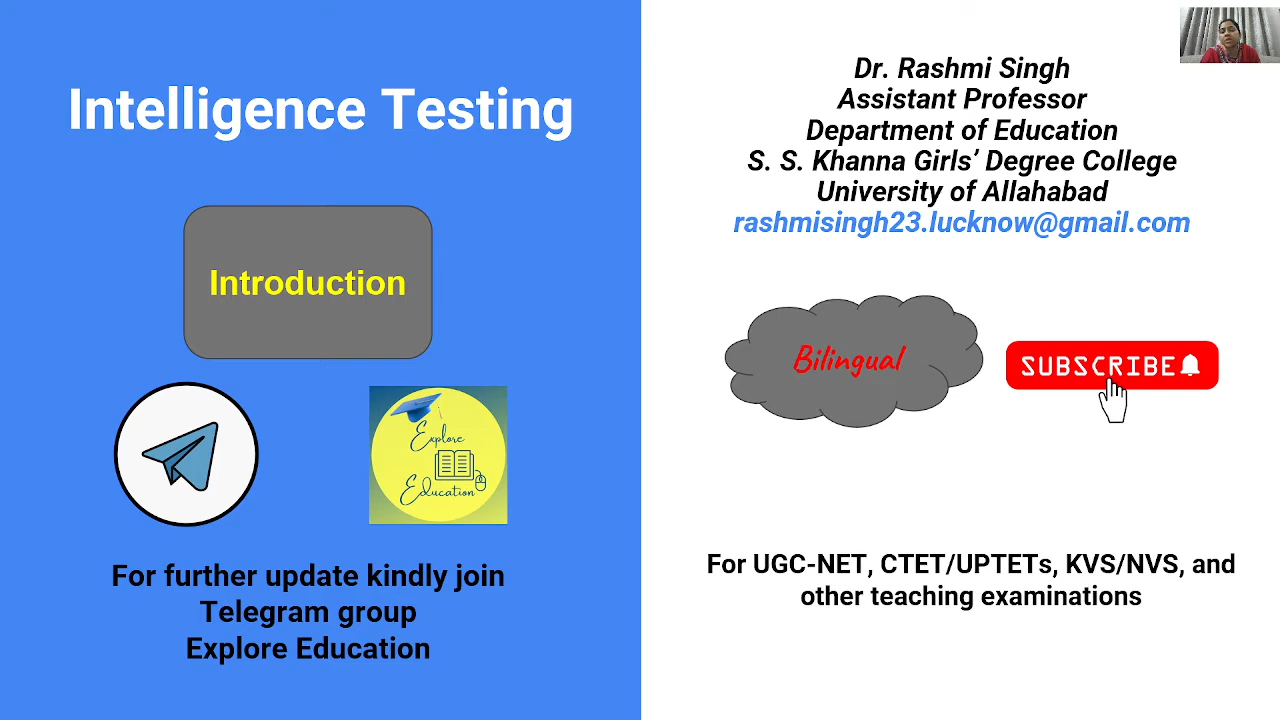 Intelligence Testing
Introduction
Explore
Education
For further update kindly join
Telegram group
Explore Education
Dr. Rashmi Singh
Assistant Professor
Department of Education
S. S. Khanna Girls’ Degree College
University of Allahabad
rashmisingh23.lucknow@gmail.com
Bilingual
SUBSCRIBE
For UGC-NET, CTET/UPTETs, KVS/NVS, and
other teaching examinations